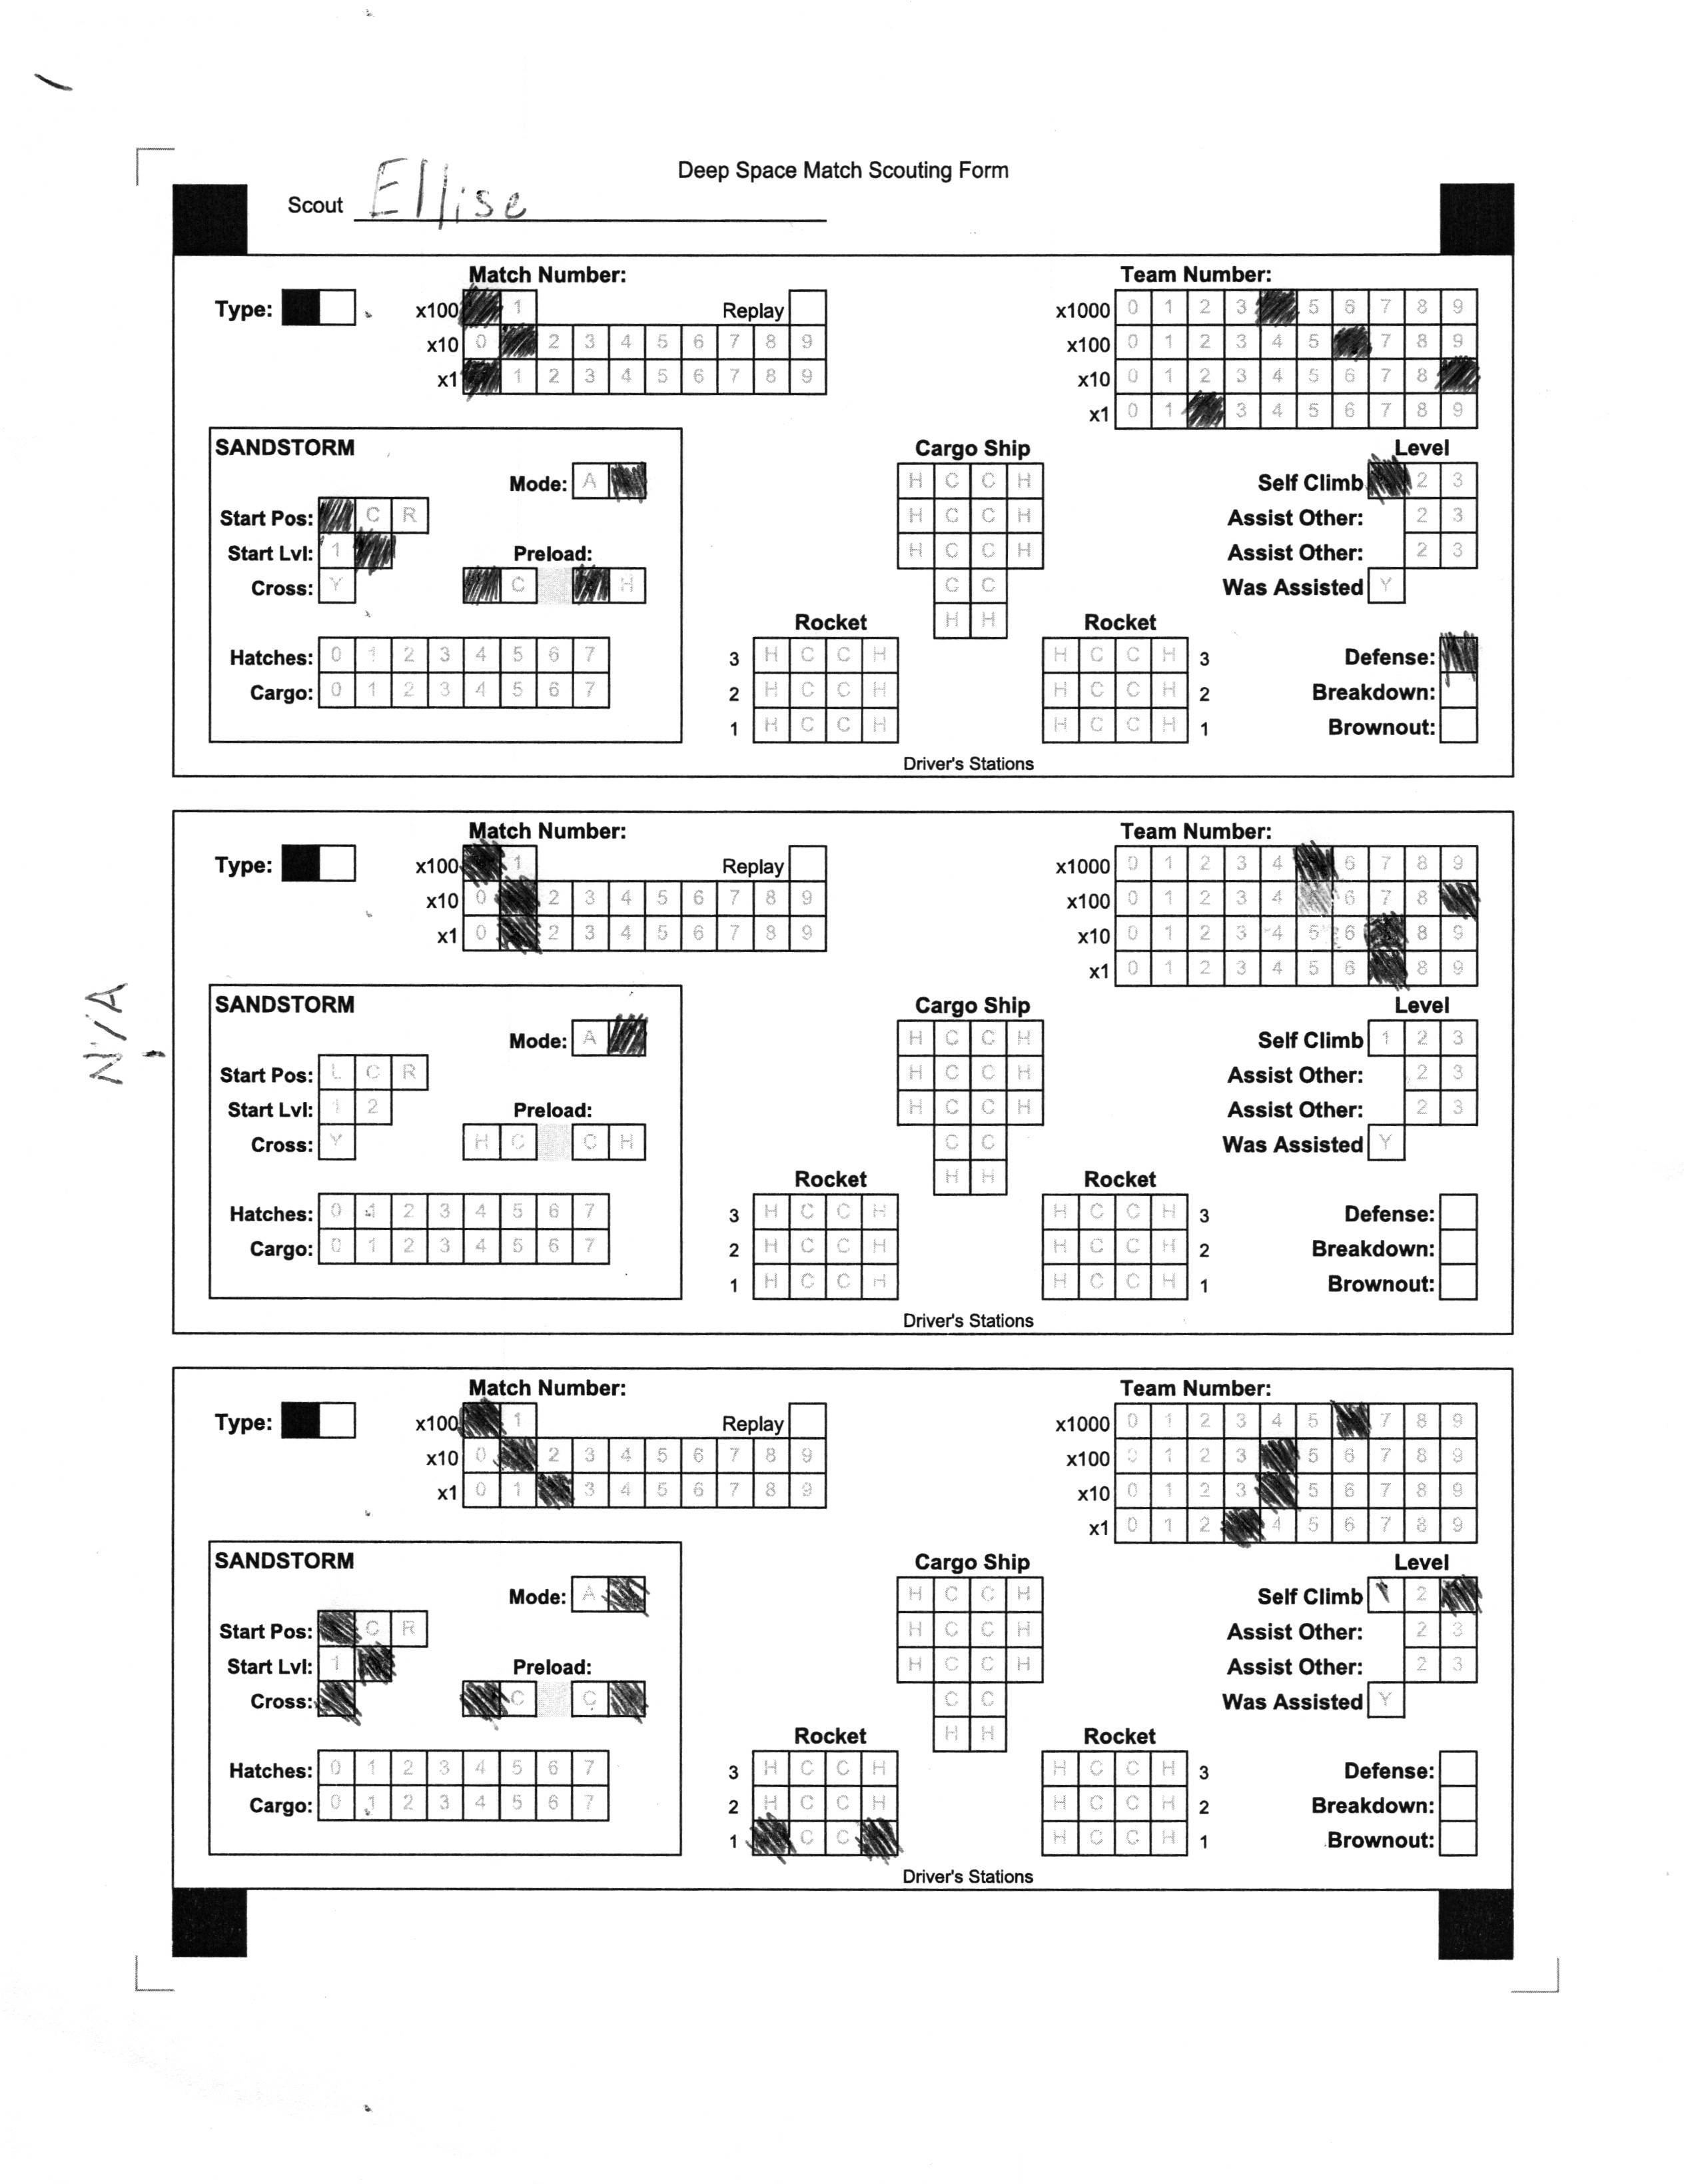 Deep Space Match Scouting Form
Scout Ellise
Match Number: Team Number:
Type: x100 1 Replay x1000 0 1 2 3 5 6 7 8 9
x10 0 2 3 4 5 6 7 8 9 x100 0 1 2 3 4 5 7 8 9
x1 1 2 3 4 5 6 7 8 9 x10 0 1 2 3 4 5 6 7 8
x1 0 1 3 4 5 6 7 8 9
SANDSTORM Cargo Ship Level
Mode: A H C C H Self Climb 2 3
Start Pos: C R H C C H Assist Other: 2 3
Start Lvl: 1 Preload: H C C H Assist Other: 2 3
Cross: Y C H C C Was Assisted Y
Rocket H H Rocket
Hatches: 0 1 2 3 4 5 6 7 3 H C C H H C C H 3 Defense:
Cargo: 0 1 2 3 4 5 6 7 2 H C C H H C C H 2 Breakdown:
1 H C C H H C C H 1 Brownout:
Driver's Stations
N/A
Match Number: Team Number:
Type: x100 1 Replay x1000 0 1 2 3 4 6 7 8 9
x10 0 2 3 4 5 6 7 8 9 x100 0 1 2 3 4 6 7 8
x1 0 2 3 4 5 6 7 8 9 x10 0 1 2 3 4 5 6 8 9
x1 0 1 2 3 4 5 6 8 9
SANDSTORM Cargo Ship Level
Mode: A H C C H Self Climb 1 2 3
Start Pos: L C R H C C H Assist Other: 2 3
Start Lvl: 1 2 Preload: H C C H Assist Other: 2 3
Cross: Y H C C H C C Was Assisted Y
Rocket H H Rocket
Hatches: 0 1 2 3 4 5 6 7 3 H C C H H C C H 3 Defense:
Cargo: 0 1 2 3 4 5 6 7 2 H C C H H C C H 2 Breakdown:
1 H C C H H C C H 1 Brownout:
Driver's Stations
Match Number: Team Number:
Type: x100 1 Replay x1000 0 1 2 3 4 5 7 8 9
x10 0 2 3 4 5 6 7 8 9 x100 0 1 2 3 5 6 7 8 9
x1 0 1 3 4 5 6 7 8 9 x10 0 1 2 3 5 6 7 8 9
x1 0 1 2 4 5 6 7 8 9
SANDSTORM Cargo Ship Level
Mode: A H C C H Self Climb 2
Start Pos: C R H C C H Assist Other: 2 3
Start Lvl: 1 Preload: H C C H Assist Other: 2 3
Cross: C C C C Was Assisted Y
Rocket H H Rocket
Hatches: 0 1 2 3 4 5 6 7 3 H C C H H C C H 3 Defense:
Cargo: 0 1 2 3 4 5 6 7 2 H C C H H C C H 2 Breakdown:
1 C C H C C H 1 Brownout:
Driver's Stations